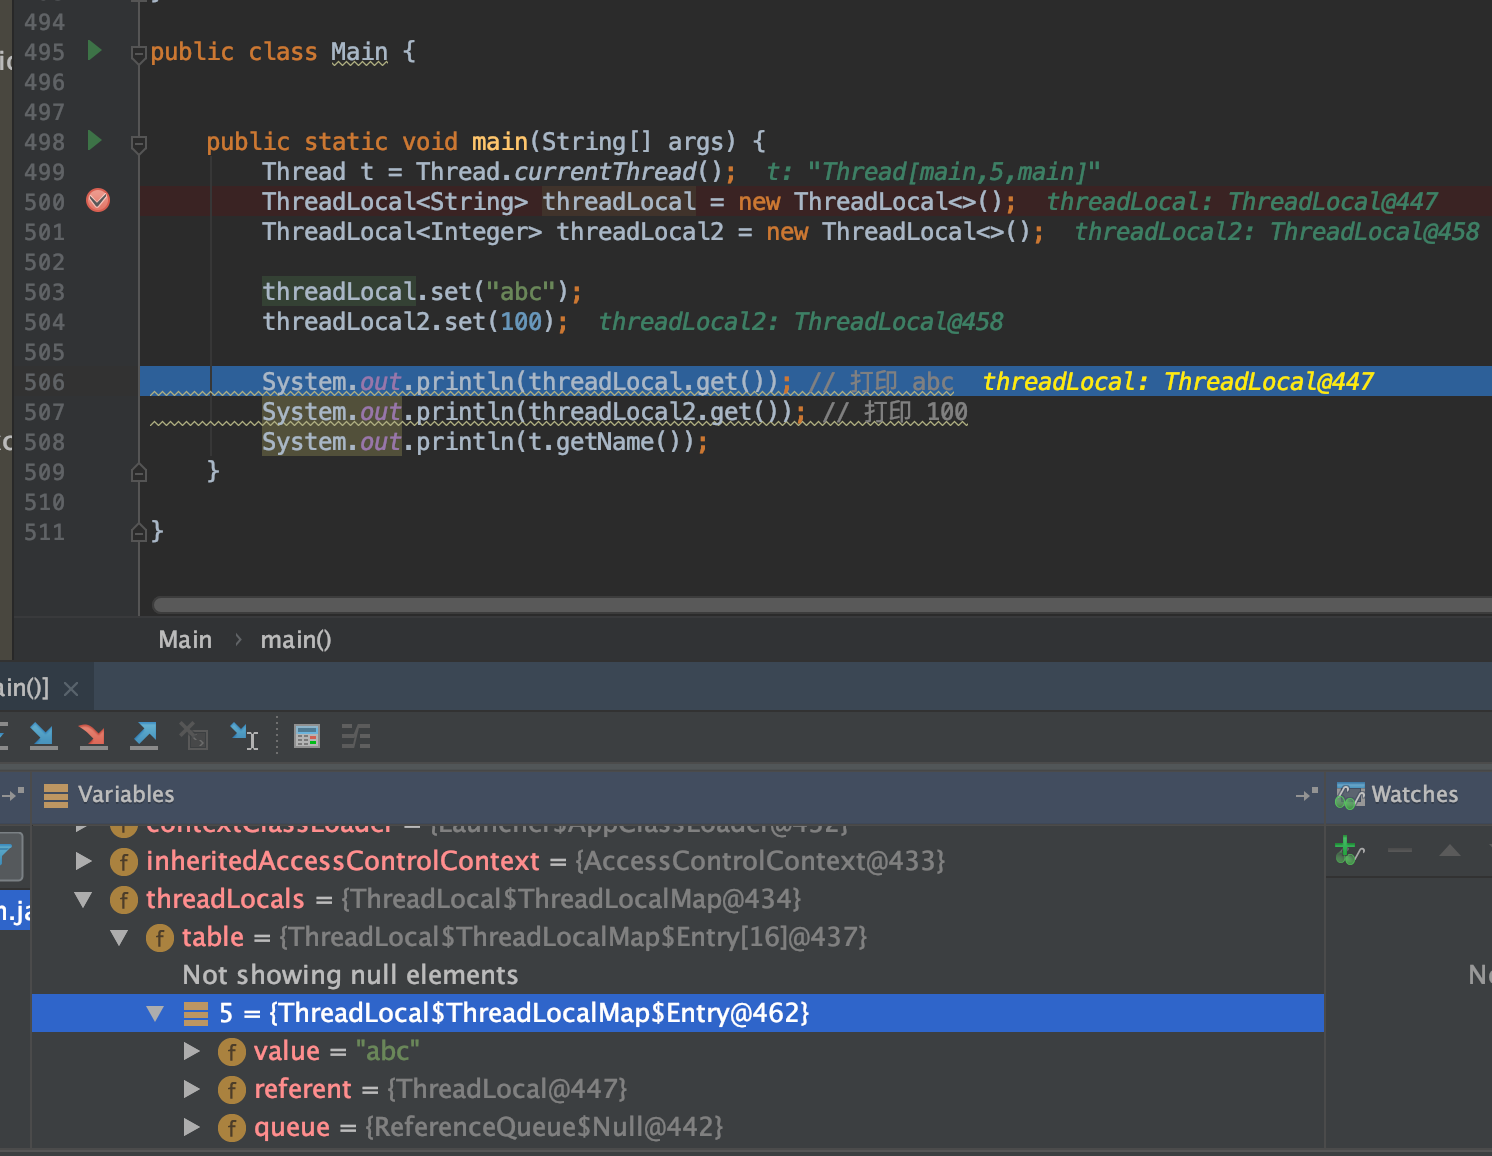 494
495 public class Main {
496
497
498 public static void main(String[] args) {
499 Thread t = Thread.currentThread(); t: "Thread[main,5,main]"
500 ThreadLocal<String> threadLocal = new ThreadLocal<>(); threadLocal: ThreadLocal@447
501 ThreadLocal<Integer> threadLocal2 = new ThreadLocal<>(); threadLocal2: ThreadLocal@458
502
503 threadLocal.set("abc");
504 threadLocal2.set(100); threadLocal2: ThreadLocal@458
505
506 System.out.println(threadLocal.get()); // 打印 abc threadLocal: ThreadLocal@447
507 System.out.println(threadLocal2.get()); // 打印 100
508 System.out.println(t.getName());
509 }
510
511 }
Main › main()
ain()] ×
Variables
Watches
contextClassLoader = {Launcher$AppClassLoader@432}
inheritedAccessControlContext = {AccessControlContext@433}
threadLocals = {ThreadLocal$ThreadLocalMap@434}
table = {ThreadLocal$ThreadLocalMap$Entry[16]@437}
Not showing null elements
5 = {ThreadLocal$ThreadLocalMap$Entry@462}
value = "abc"
referent = {ThreadLocal@447}
queue = {ReferenceQueue$Null@442}